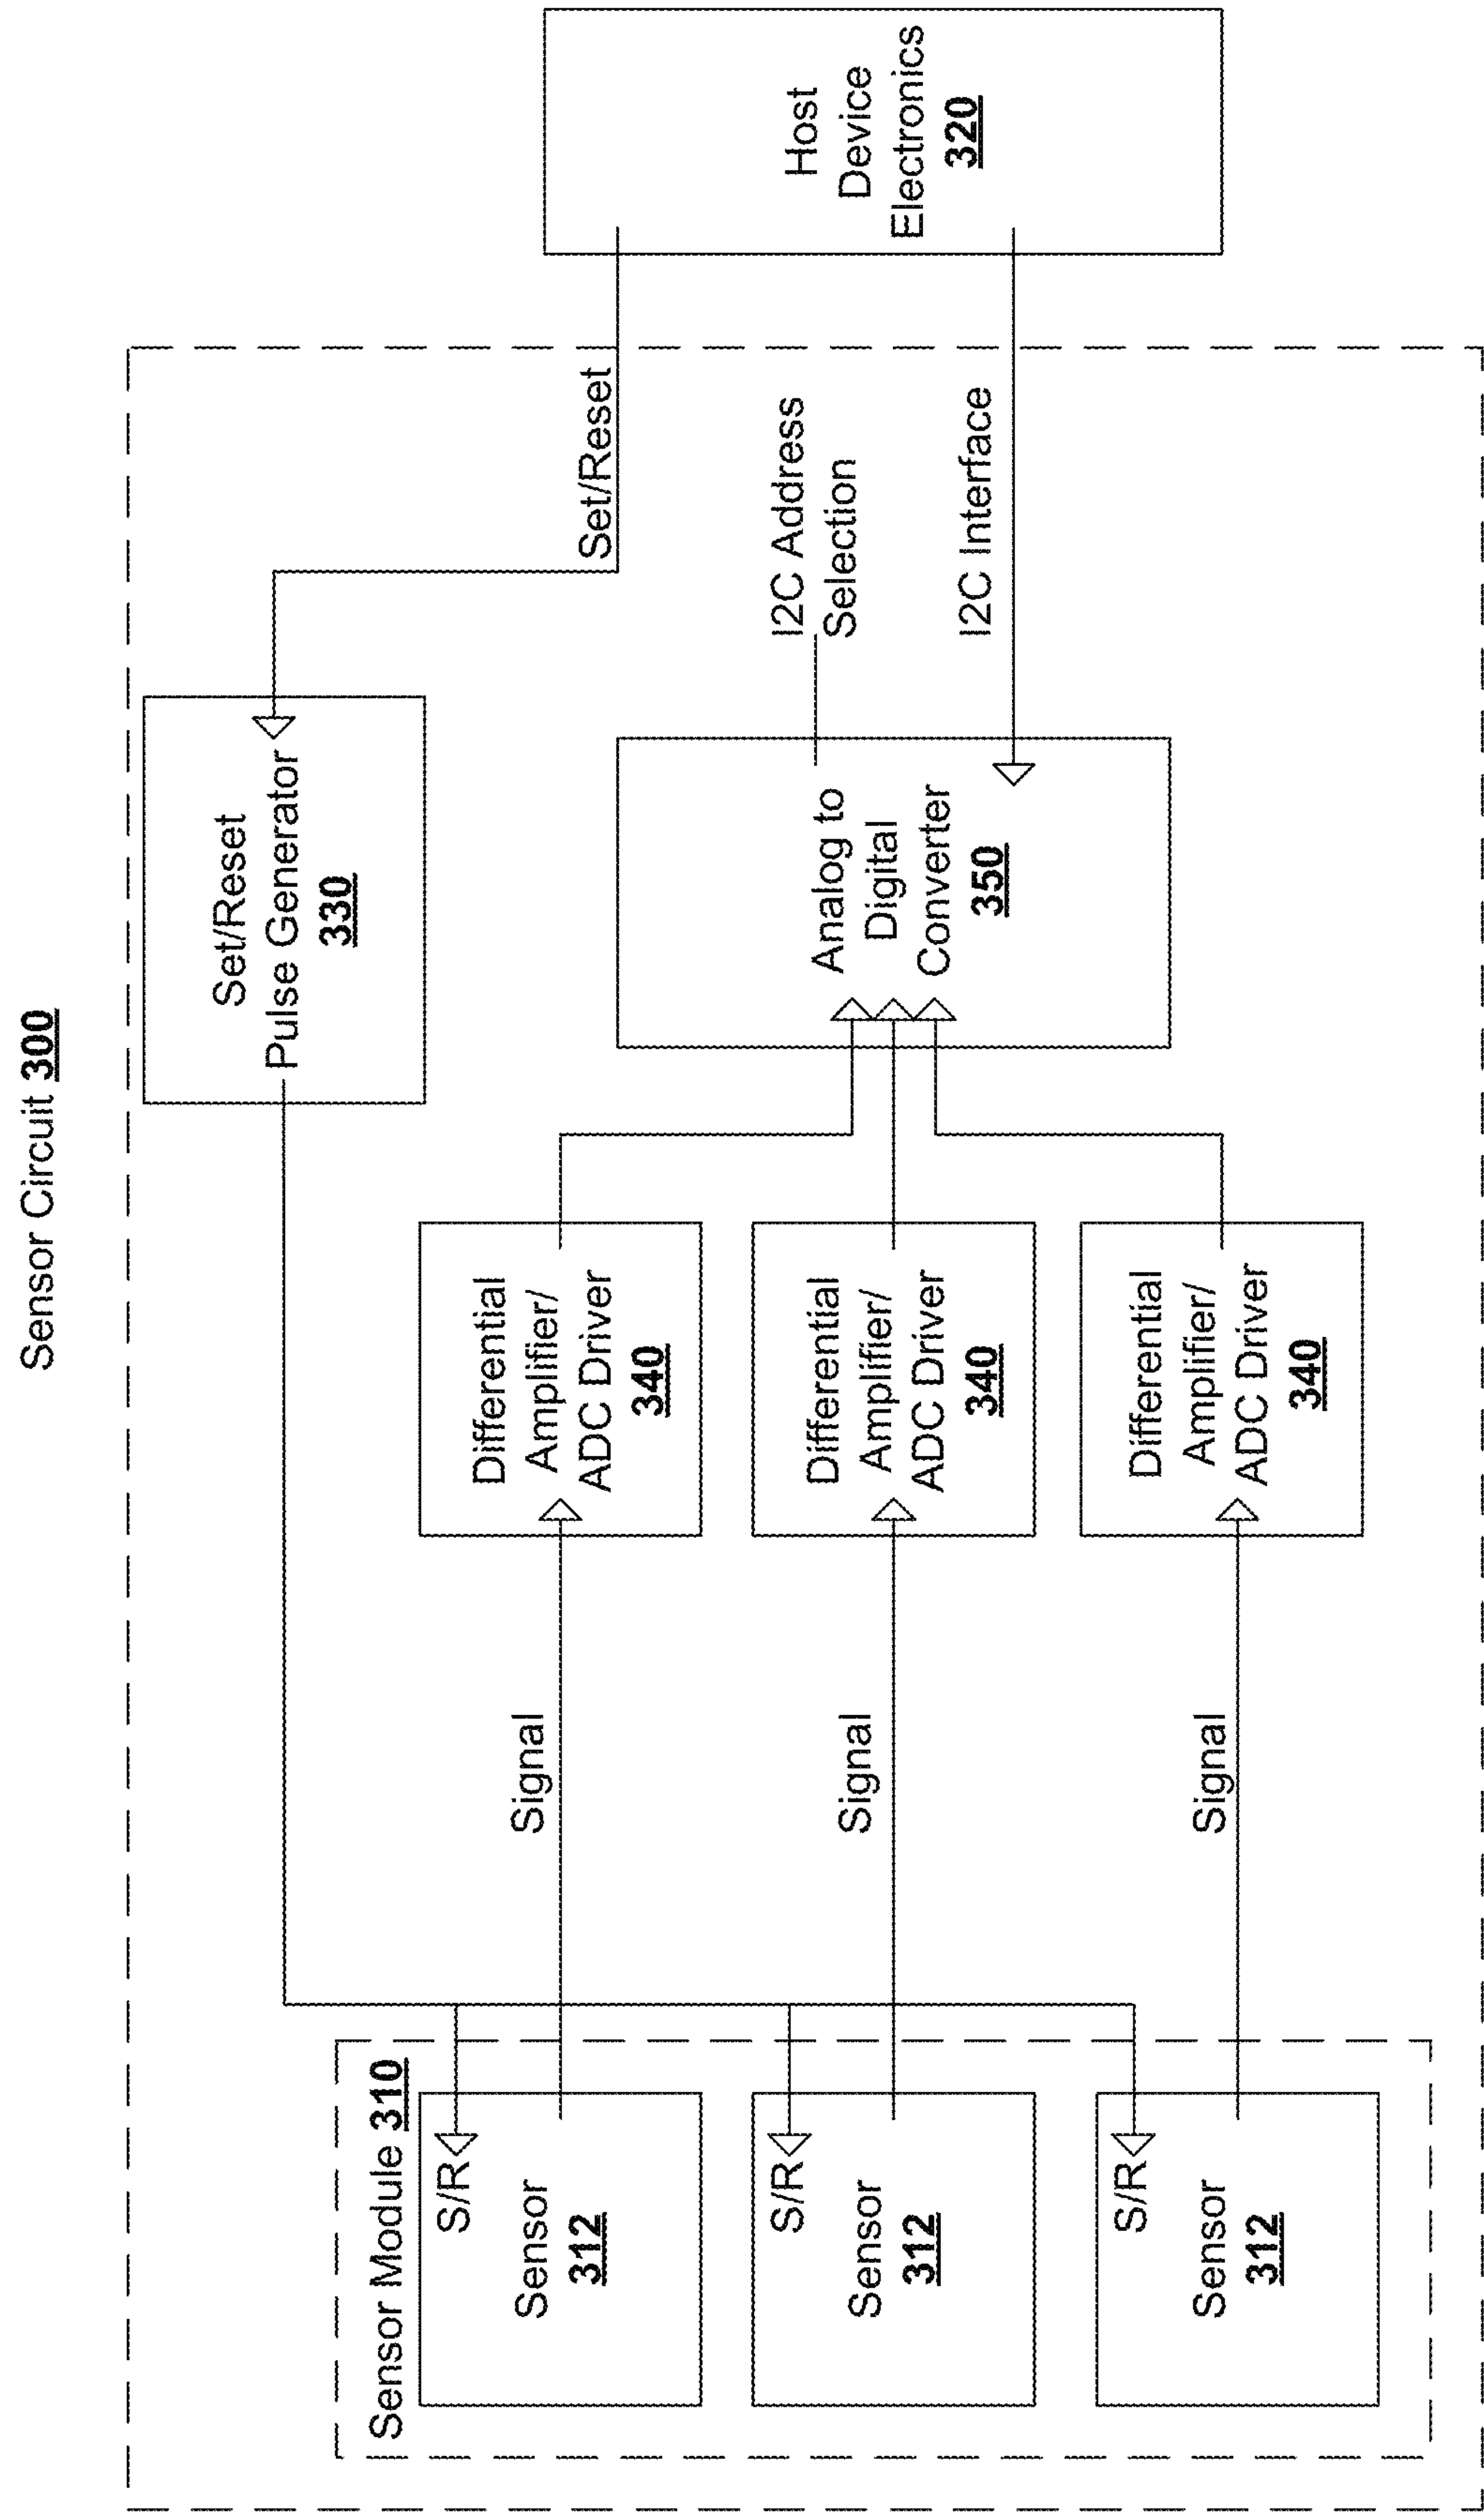 Sensor Circuit 300
Sensor Module 310
S/R
Sensor
312
S/R
Sensor
312
S/R
Sensor
312
Signal
Signal
Signal
Differential
Amplifier/
ADC Driver
340
Differential
Amplifier/
ADC Driver
340
Differential
Amplifier/
ADC Driver
340
Set/Reset
Pulse Generator
330
Analog to
Digital
Converter
350
Set/Reset
I2C Address
Selection
I2C Interface
Host
Device
Electronics
320